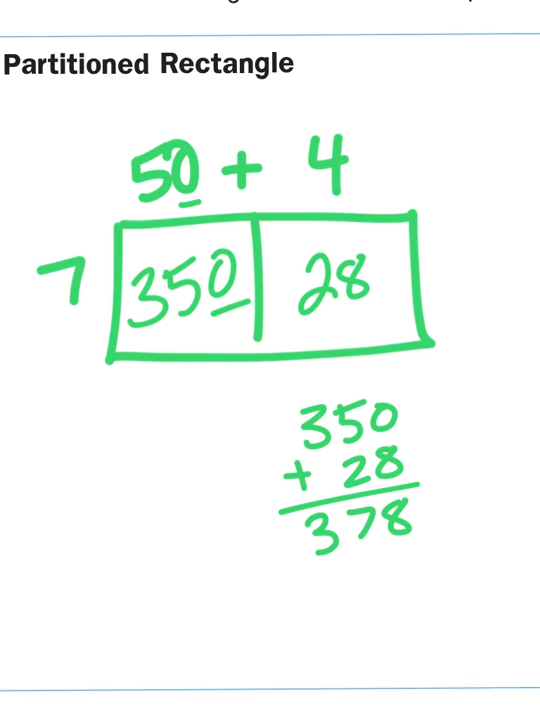 Partitioned Rectangle
50 + 4
7 350 28
350
+ 28
378